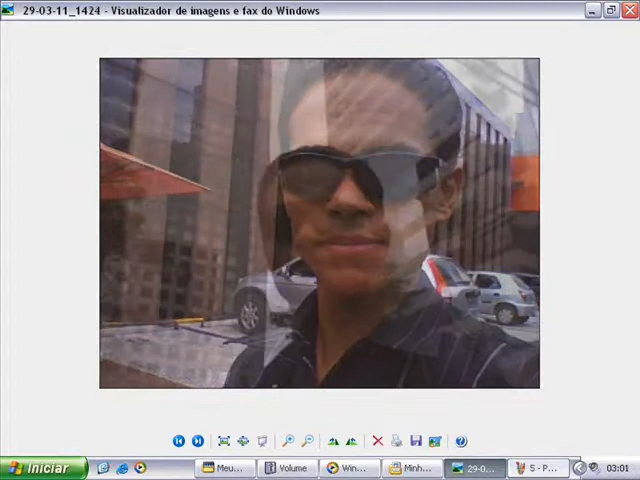 29-03-11_1424 - Visualizador de imagens e fax do Windows
Iniciar
Meu...
Volume
Win...
Minh...
29-0...
5 - P...
03:01